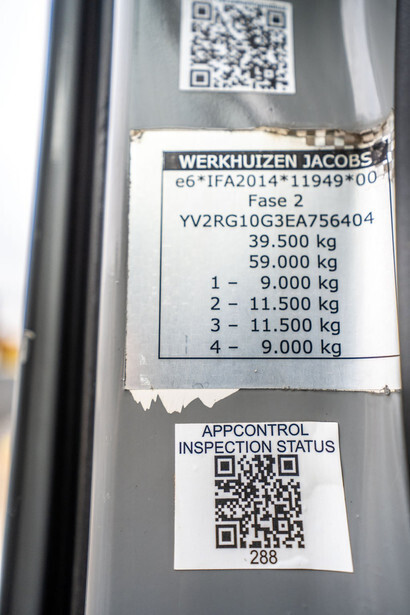 WERKHUIZEN JACOBS
e6*IFA2014*11949*00
Fase 2
YV2RG10G3EA756404
39.500 kg
59.000 kg
1 – 9.000 kg
2 – 11.500 kg
3 – 11.500 kg
4 – 9.000 kg
APPCONTROL
INSPECTION STATUS
288